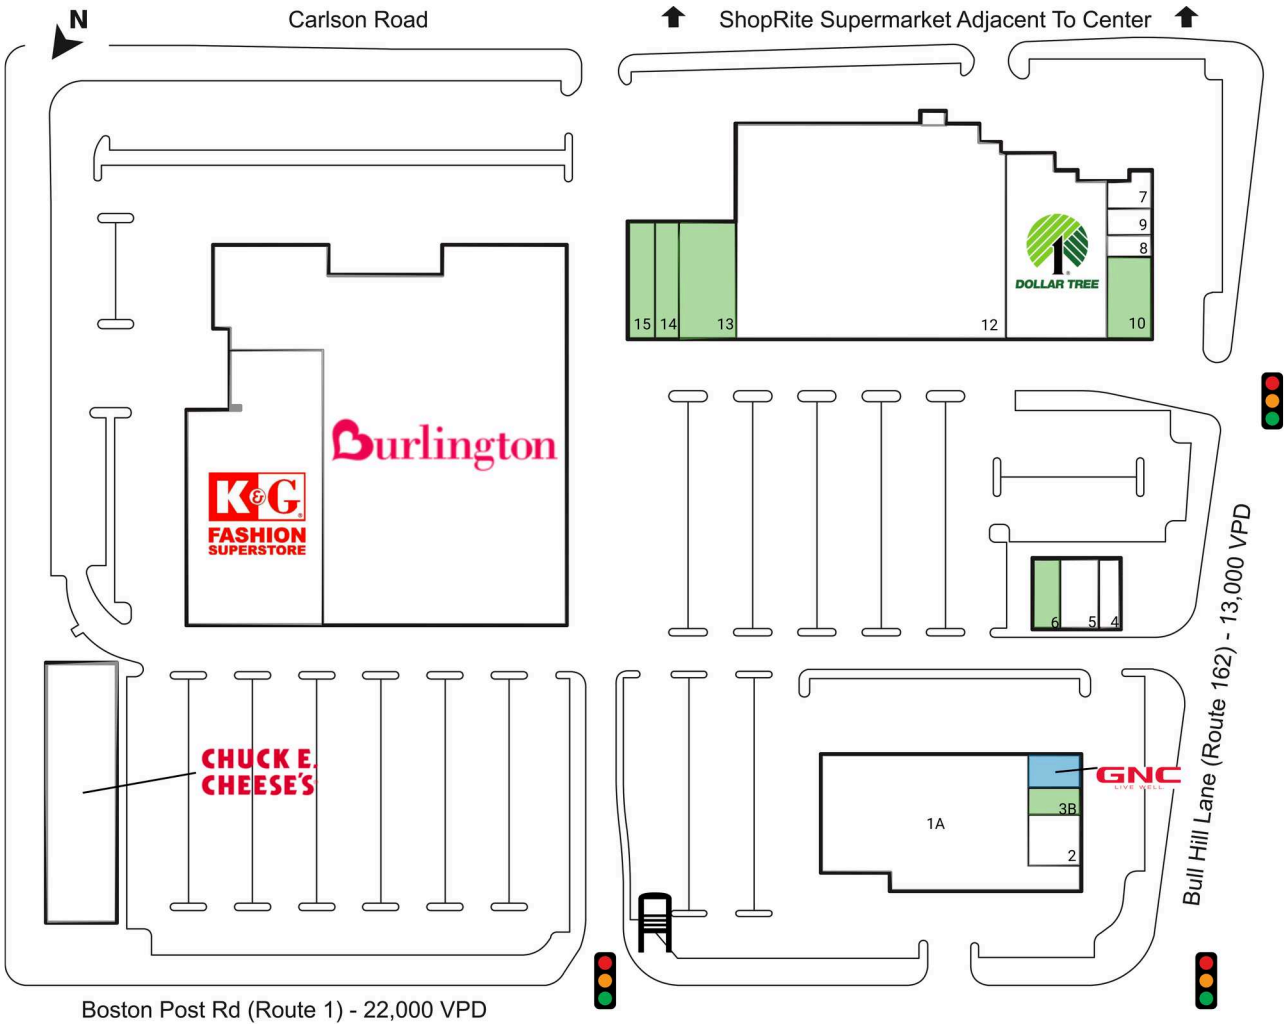 N
Carlson Road
ShopRite Supermarket Adjacent To Center
7
9
8
10
1
DOLLAR TREE
15
14
13
12
Burlington
K&G
FASHION
SUPERSTORE
6
5
4
CHUCK E.
CHEESE'S
GNC
LIVE WELL
3B
1A
2
Bull Hill Lane (Route 162) - 13,000 VPD
Boston Post Rd (Route 1) - 22,000 VPD